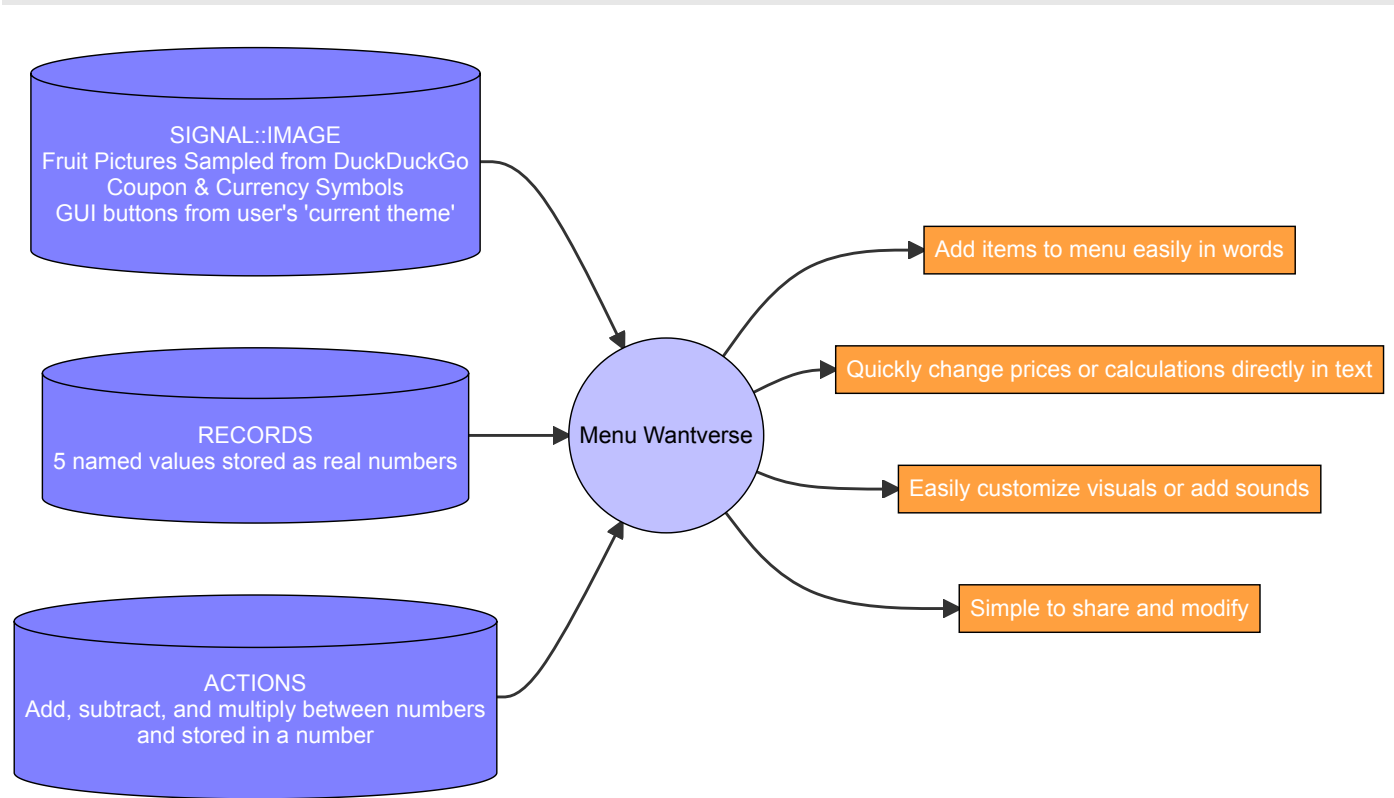 SIGNAL::IMAGE
Fruit Pictures Sampled from DuckDuckGo
Coupon & Currency Symbols
GUI buttons from user's 'current theme'
RECORDS
5 named values stored as real numbers
ACTIONS
Add, subtract, and multiply between numbers
and stored in a number
Menu Wantverse
Add items to menu easily in words
Quickly change prices or calculations directly in text
Easily customize visuals or add sounds
Simple to share and modify